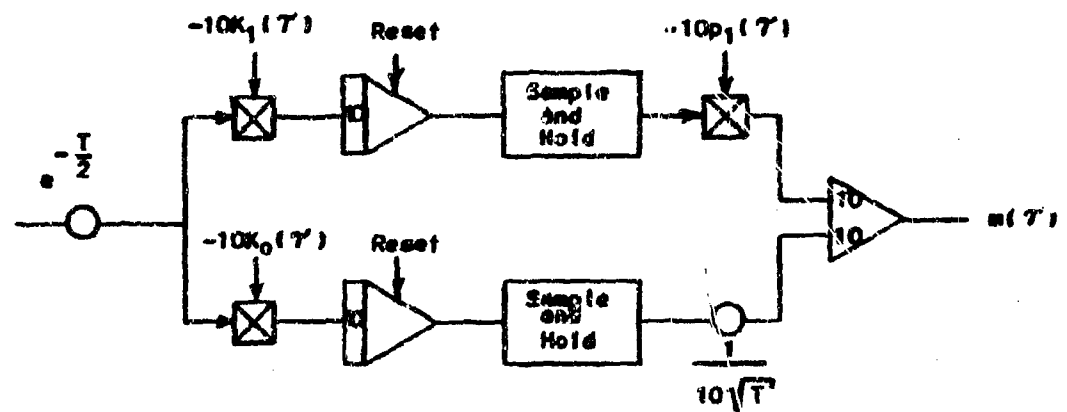 -10K₁(𝒯)
Reset
-10p₁(𝒯)
10
Sample
and
Hold
e^(-T/2)
10
10
m(𝒯)
-10K₀(𝒯)
Reset
10
Sample
and
Hold
1
10√T